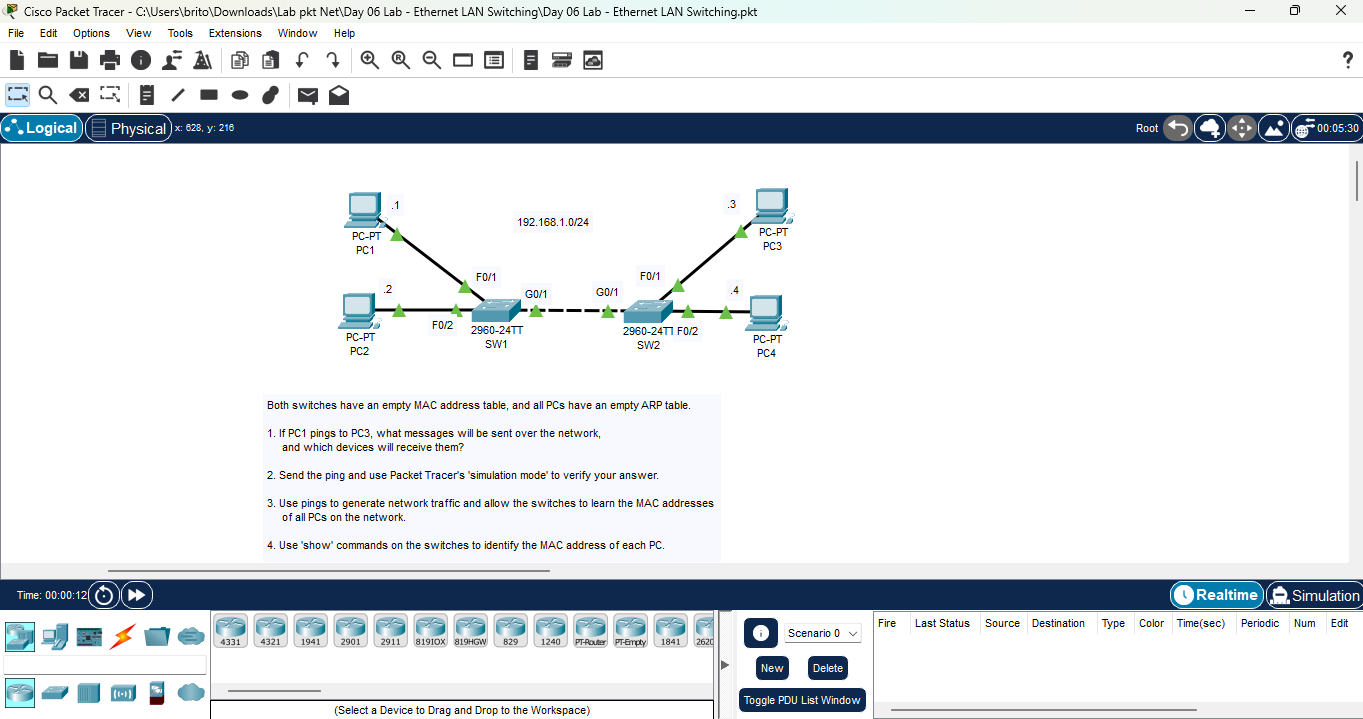 Cisco Packet Tracer - C:\Users\brito\Downloads\Lab pkt Net\Day 06 Lab - Ethernet LAN Switching\Day 06 Lab - Ethernet LAN Switching.pkt
File Edit Options View Tools Extensions Window Help
?
Logical Physical x: 628, y: 216 Root 00:05:30
.1
.3
192.168.1.0/24
PC-PT
PC1
PC-PT
PC3
F0/1
F0/1
.2
G0/1
G0/1
.4
F0/2
2960-24TT
SW1
2960-24TT F0/2
SW2
PC-PT
PC2
PC-PT
PC4
Both switches have an empty MAC address table, and all PCs have an empty ARP table.
1. If PC1 pings to PC3, what messages will be sent over the network,
and which devices will receive them?
2. Send the ping and use Packet Tracer's 'simulation mode' to verify your answer.
3. Use pings to generate network traffic and allow the switches to learn the MAC addresses
of all PCs on the network.
4. Use 'show' commands on the switches to identify the MAC address of each PC.
Time: 00:00:12 Realtime Simulation
4331 4321 1941 2901 2911 819IOX 819HGW 829 1240 PT-Router PT-Empty 1841 2620
(Select a Device to Drag and Drop to the Workspace)
Scenario 0
New Delete
Toggle PDU List Window
Fire Last Status Source Destination Type Color Time(sec) Periodic Num Edit